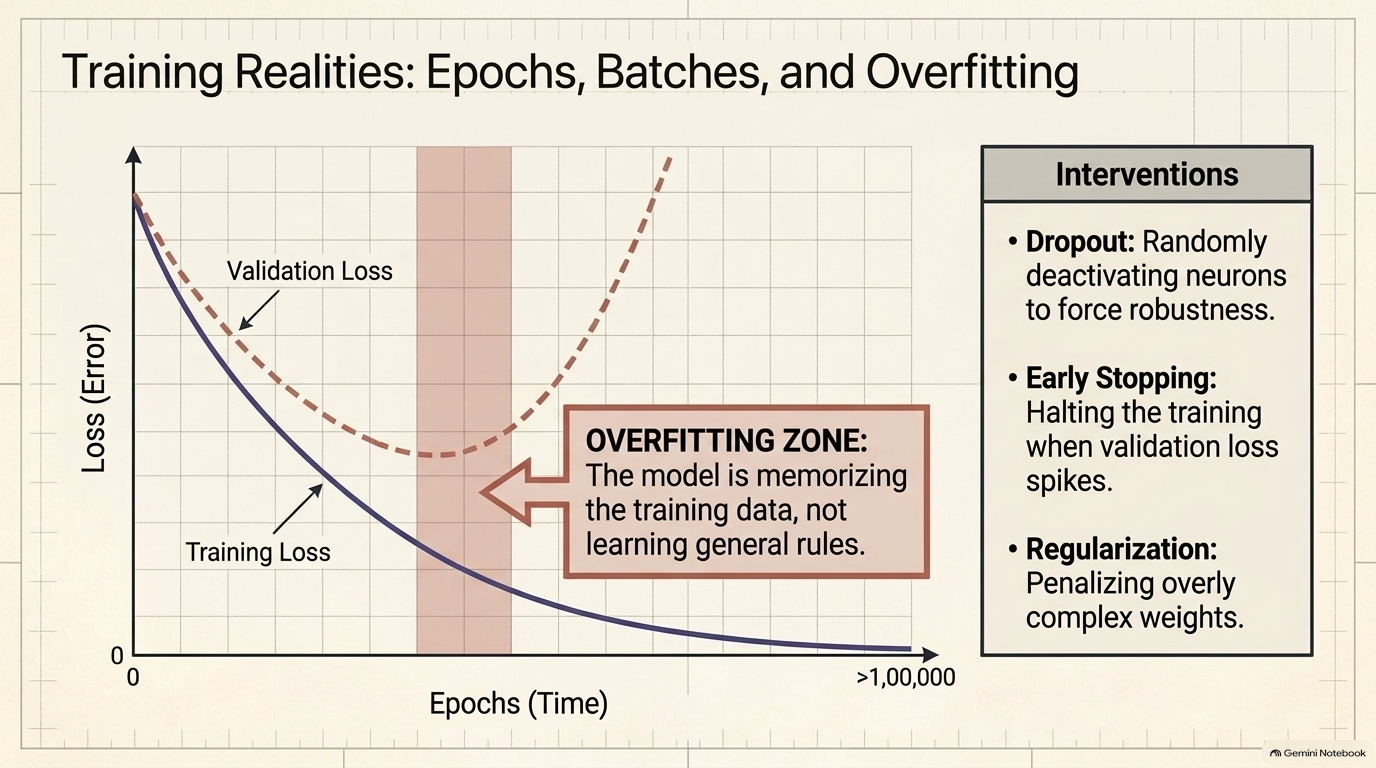 Training Realities: Epochs, Batches, and Overfitting
Loss (Error)
Validation Loss
Training Loss
OVERFITTING ZONE:
The model is memorizing
the training data, not
learning general rules.
0
0
>1,00,000
Epochs (Time)
Interventions
• Dropout: Randomly
deactivating neurons
to force robustness.
• Early Stopping:
Halting the training
when validation loss
spikes.
• Regularization:
Penalizing overly
complex weights.
Gemini Notebook